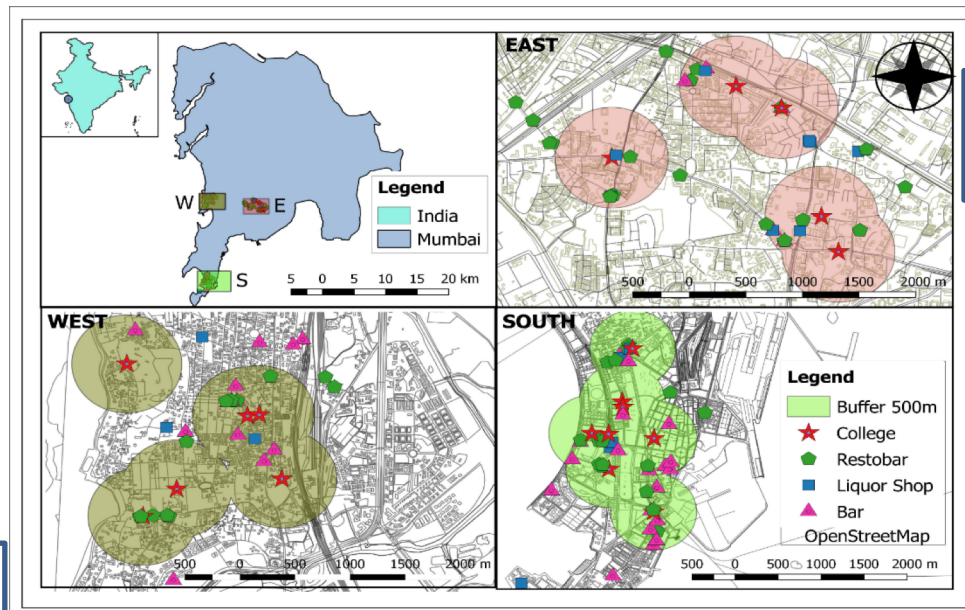 EAST
W
E
S
Legend
India
Mumbai
5 0 5 10 15 20 km
500 0 500 1000 1500 2000 m
WEST
500 0 500 1000 1500 2000 m
SOUTH
Legend
Buffer 500m
College
Restobar
Liquor Shop
Bar
OpenStreetMap
500 0 500 1000 1500 2000 m